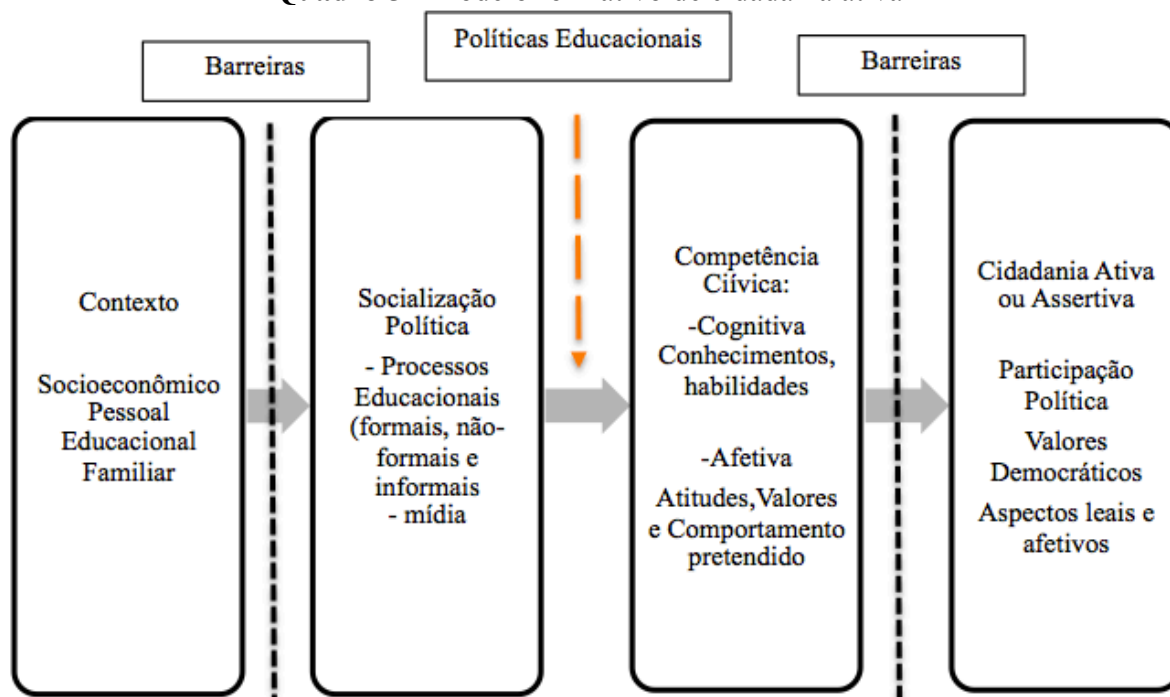 Políticas Educacionais
Barreiras
Barreiras
Contexto
Socioeconômico
Pessoal
Educacional
Familiar
Socialização
Política
- Processos
Educacionais
(formais, não-
formais e
informais
- mídia
Competência
Ciívica:
-Cognitiva
Conhecimentos,
habilidades
-Afetiva
Atitudes,Valores
e Comportamento
pretendido
Cidadania Ativa
ou Assertiva
Participação
Política
Valores
Democráticos
Aspectos leais e
afetivos